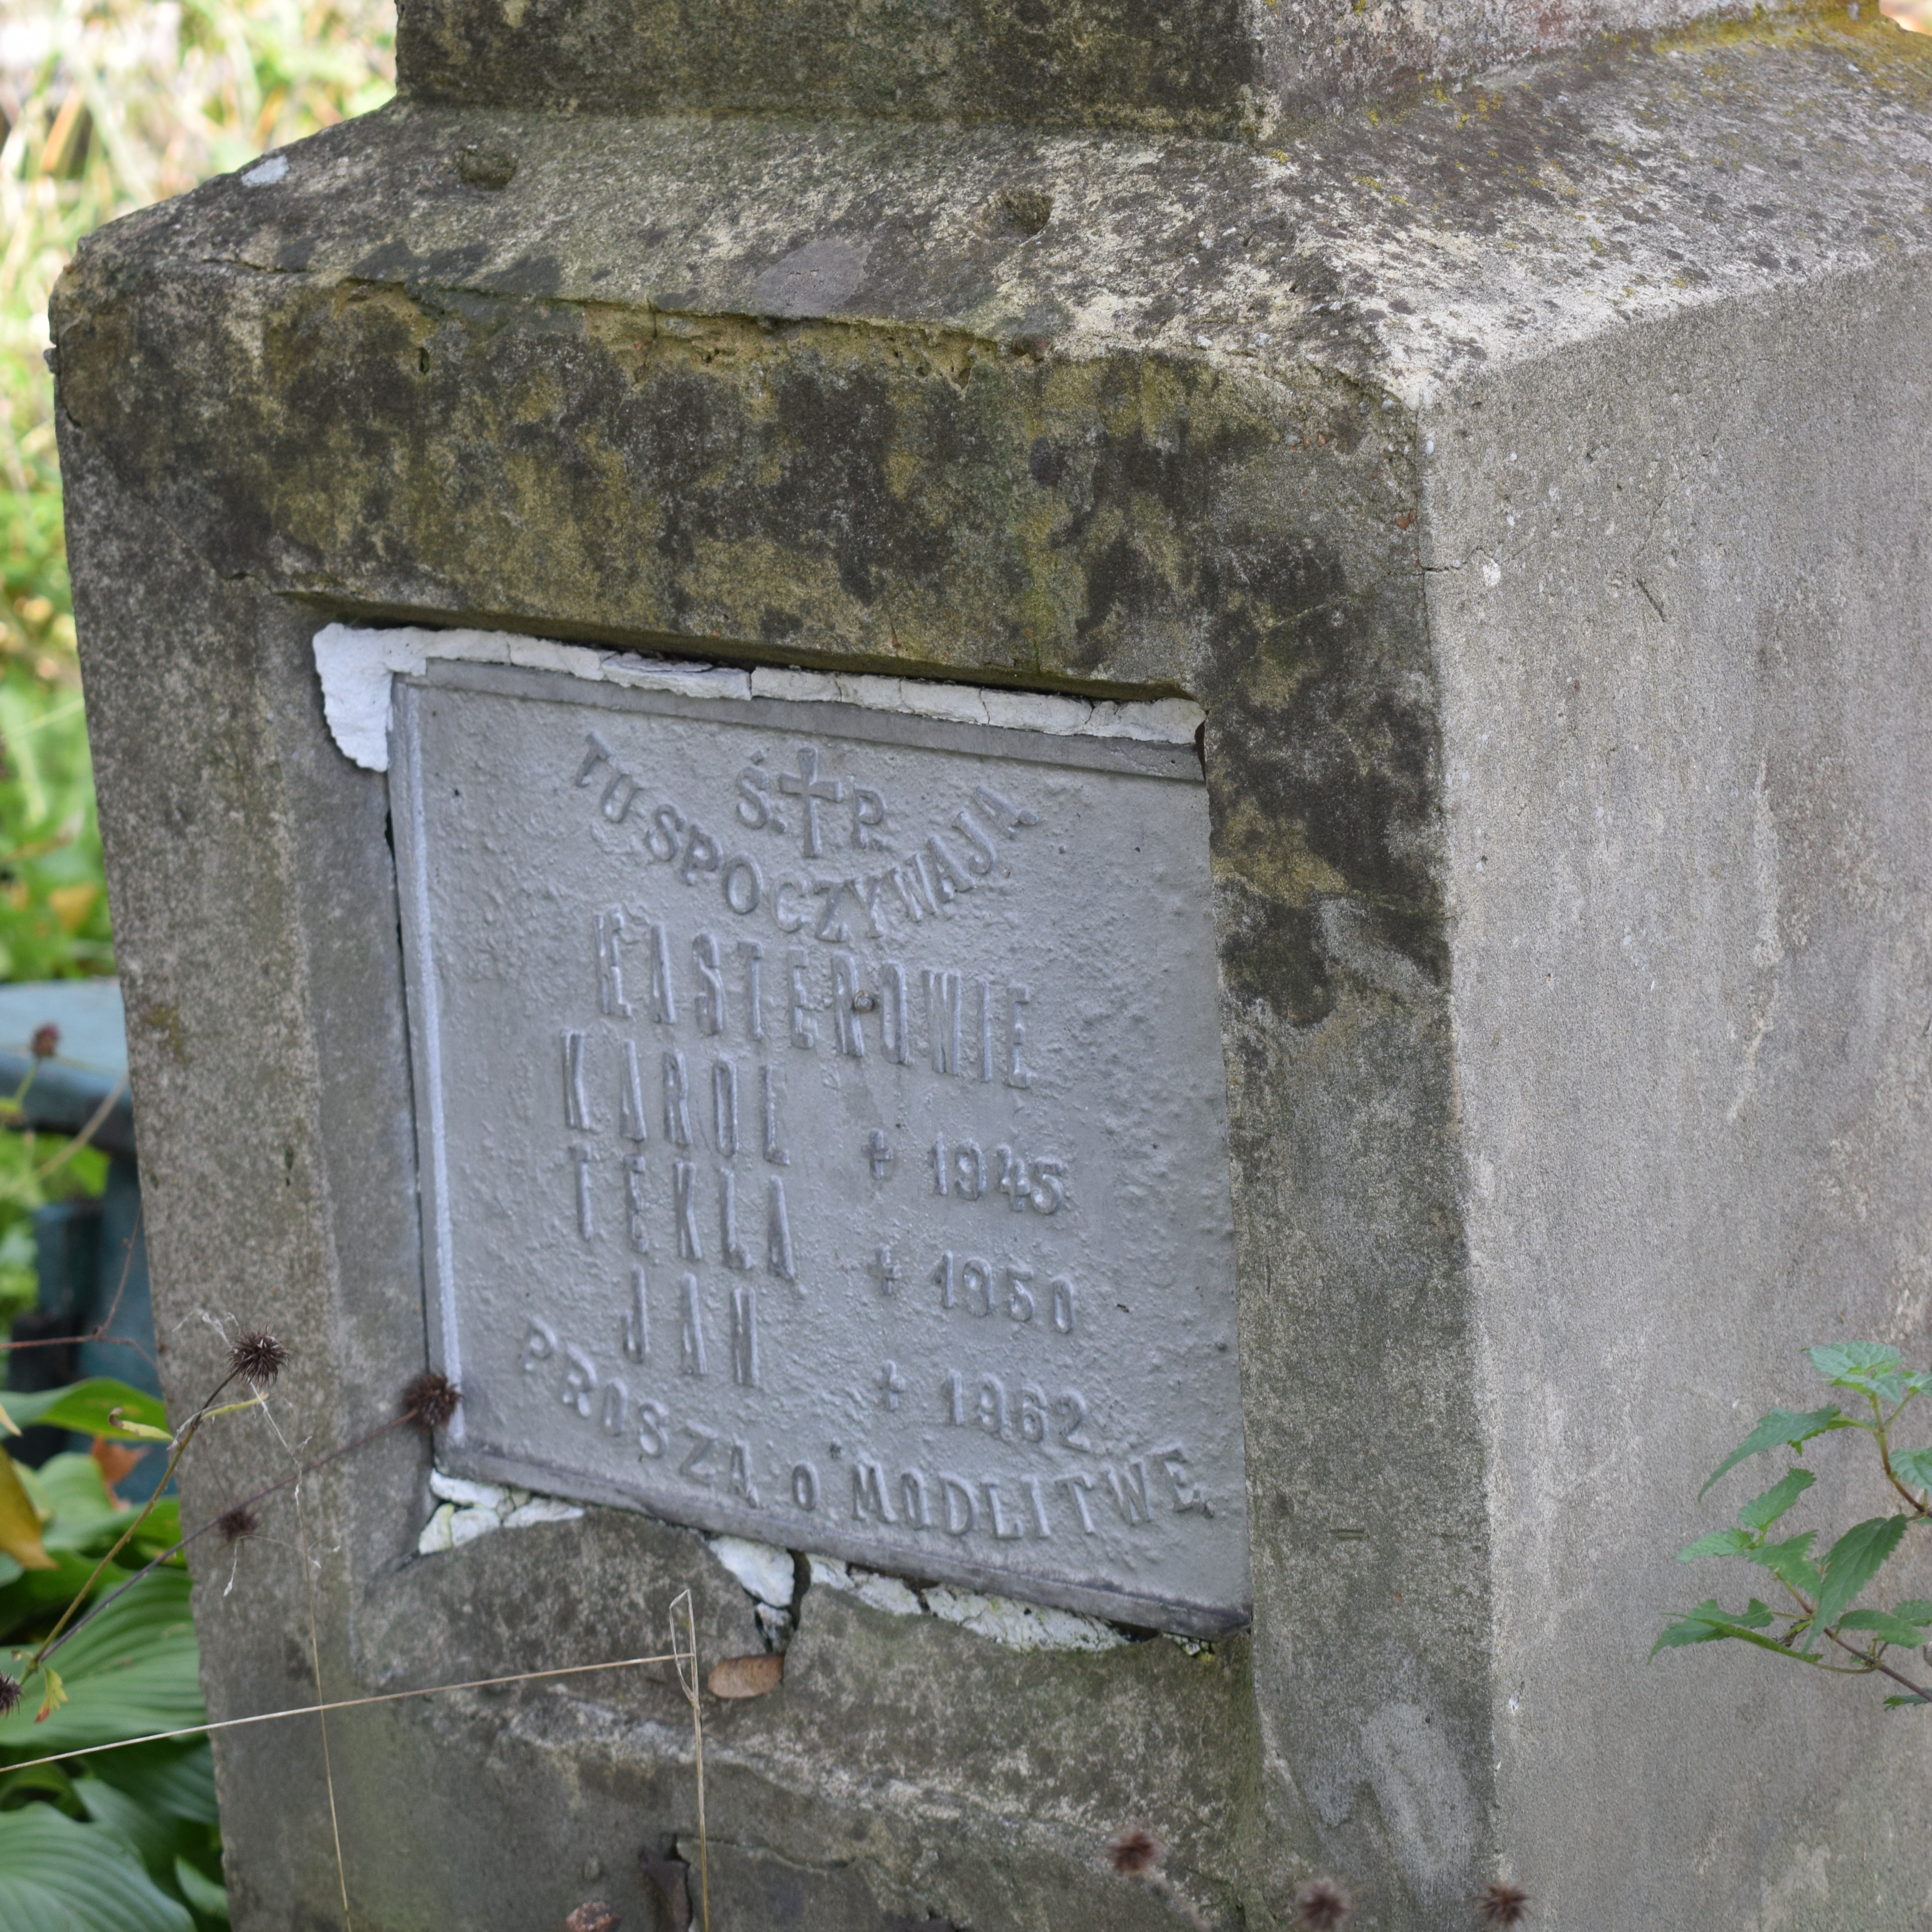 Ś.†P.
TU SPOCZYWAJĄ
KASTEROWIE
KAROL † 1945
TEKLA † 1950
JAN † 1962
PROSZĄ O MODLITWĘ.